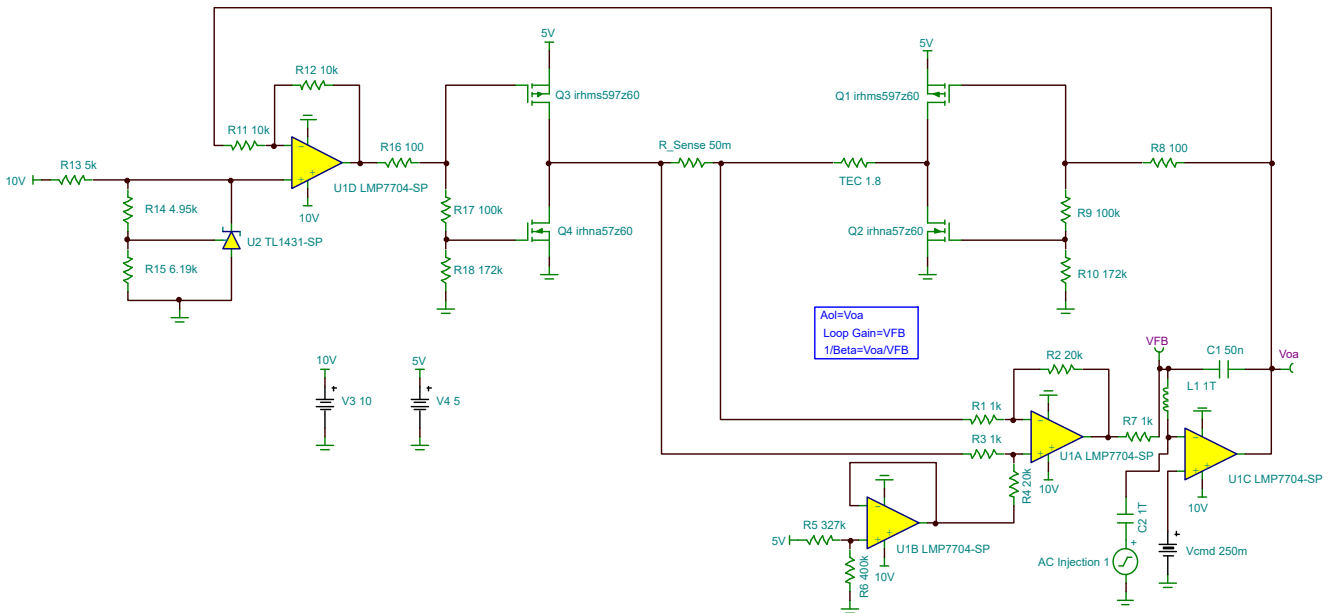 R12 10k
5V
Q3 irhms597z60
5V
Q1 irhms597z60
R11 10k
R13 5k
10V
R16 100
U1D LMP7704-SP
10V
R_Sense 50m
TEC 1.8
R8 100
R14 4.95k
U2 TL1431-SP
R15 6.19k
R17 100k
Q4 irhna57z60
R18 172k
Q2 irhna57z60
R9 100k
R10 172k
Aol=Voa
Loop Gain=VFB
1/Beta=Voa/VFB
10V
V3 10
5V
V4 5
VFB
C1 50n
Voa
L1 1T
R2 20k
R1 1k
R3 1k
R7 1k
U1A LMP7704-SP
10V
R4 20k
U1C LMP7704-SP
10V
R5 327k
5V
U1B LMP7704-SP
10V
R6 400k
C2 1T
AC Injection 1
Vcmd 250m